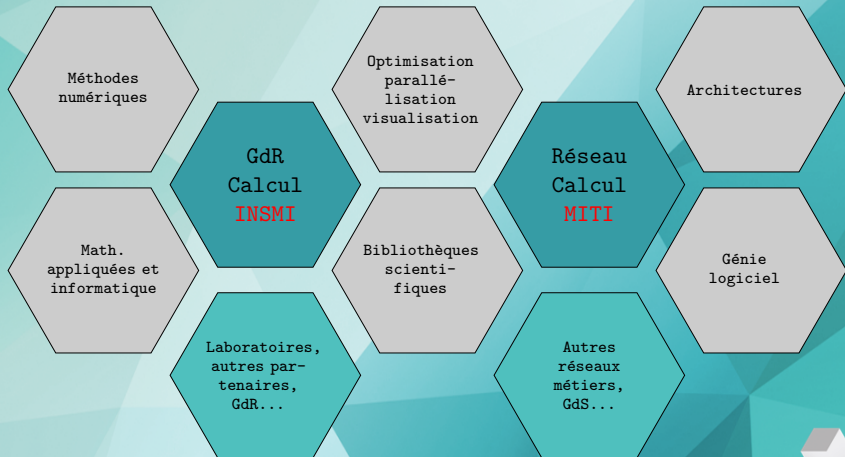 Méthodes
numériques
Optimisation
parallé-
lisation
visualisation
Architectures
GdR
Calcul
INSMI
Réseau
Calcul
MITI
Math.
appliquées et
informatique
Bibliothèques
scienti-
fiques
Génie
logiciel
Laboratoires,
autres par-
tenaires,
GdR...
Autres
réseaux
métiers,
GdS...